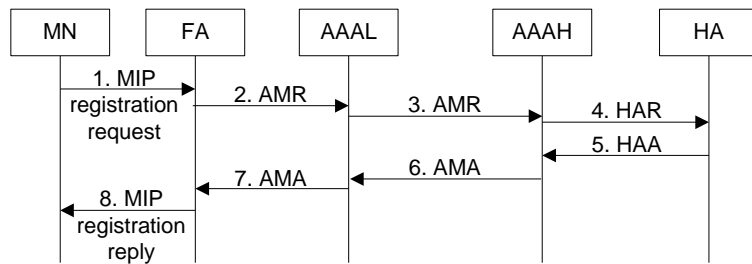 MN
FA
AAAL
AAAH
HA
1. MIP
registration
request
2. AMR
3. AMR
4. HAR
5. HAA
6. AMA
7. AMA
8. MIP
registration
reply